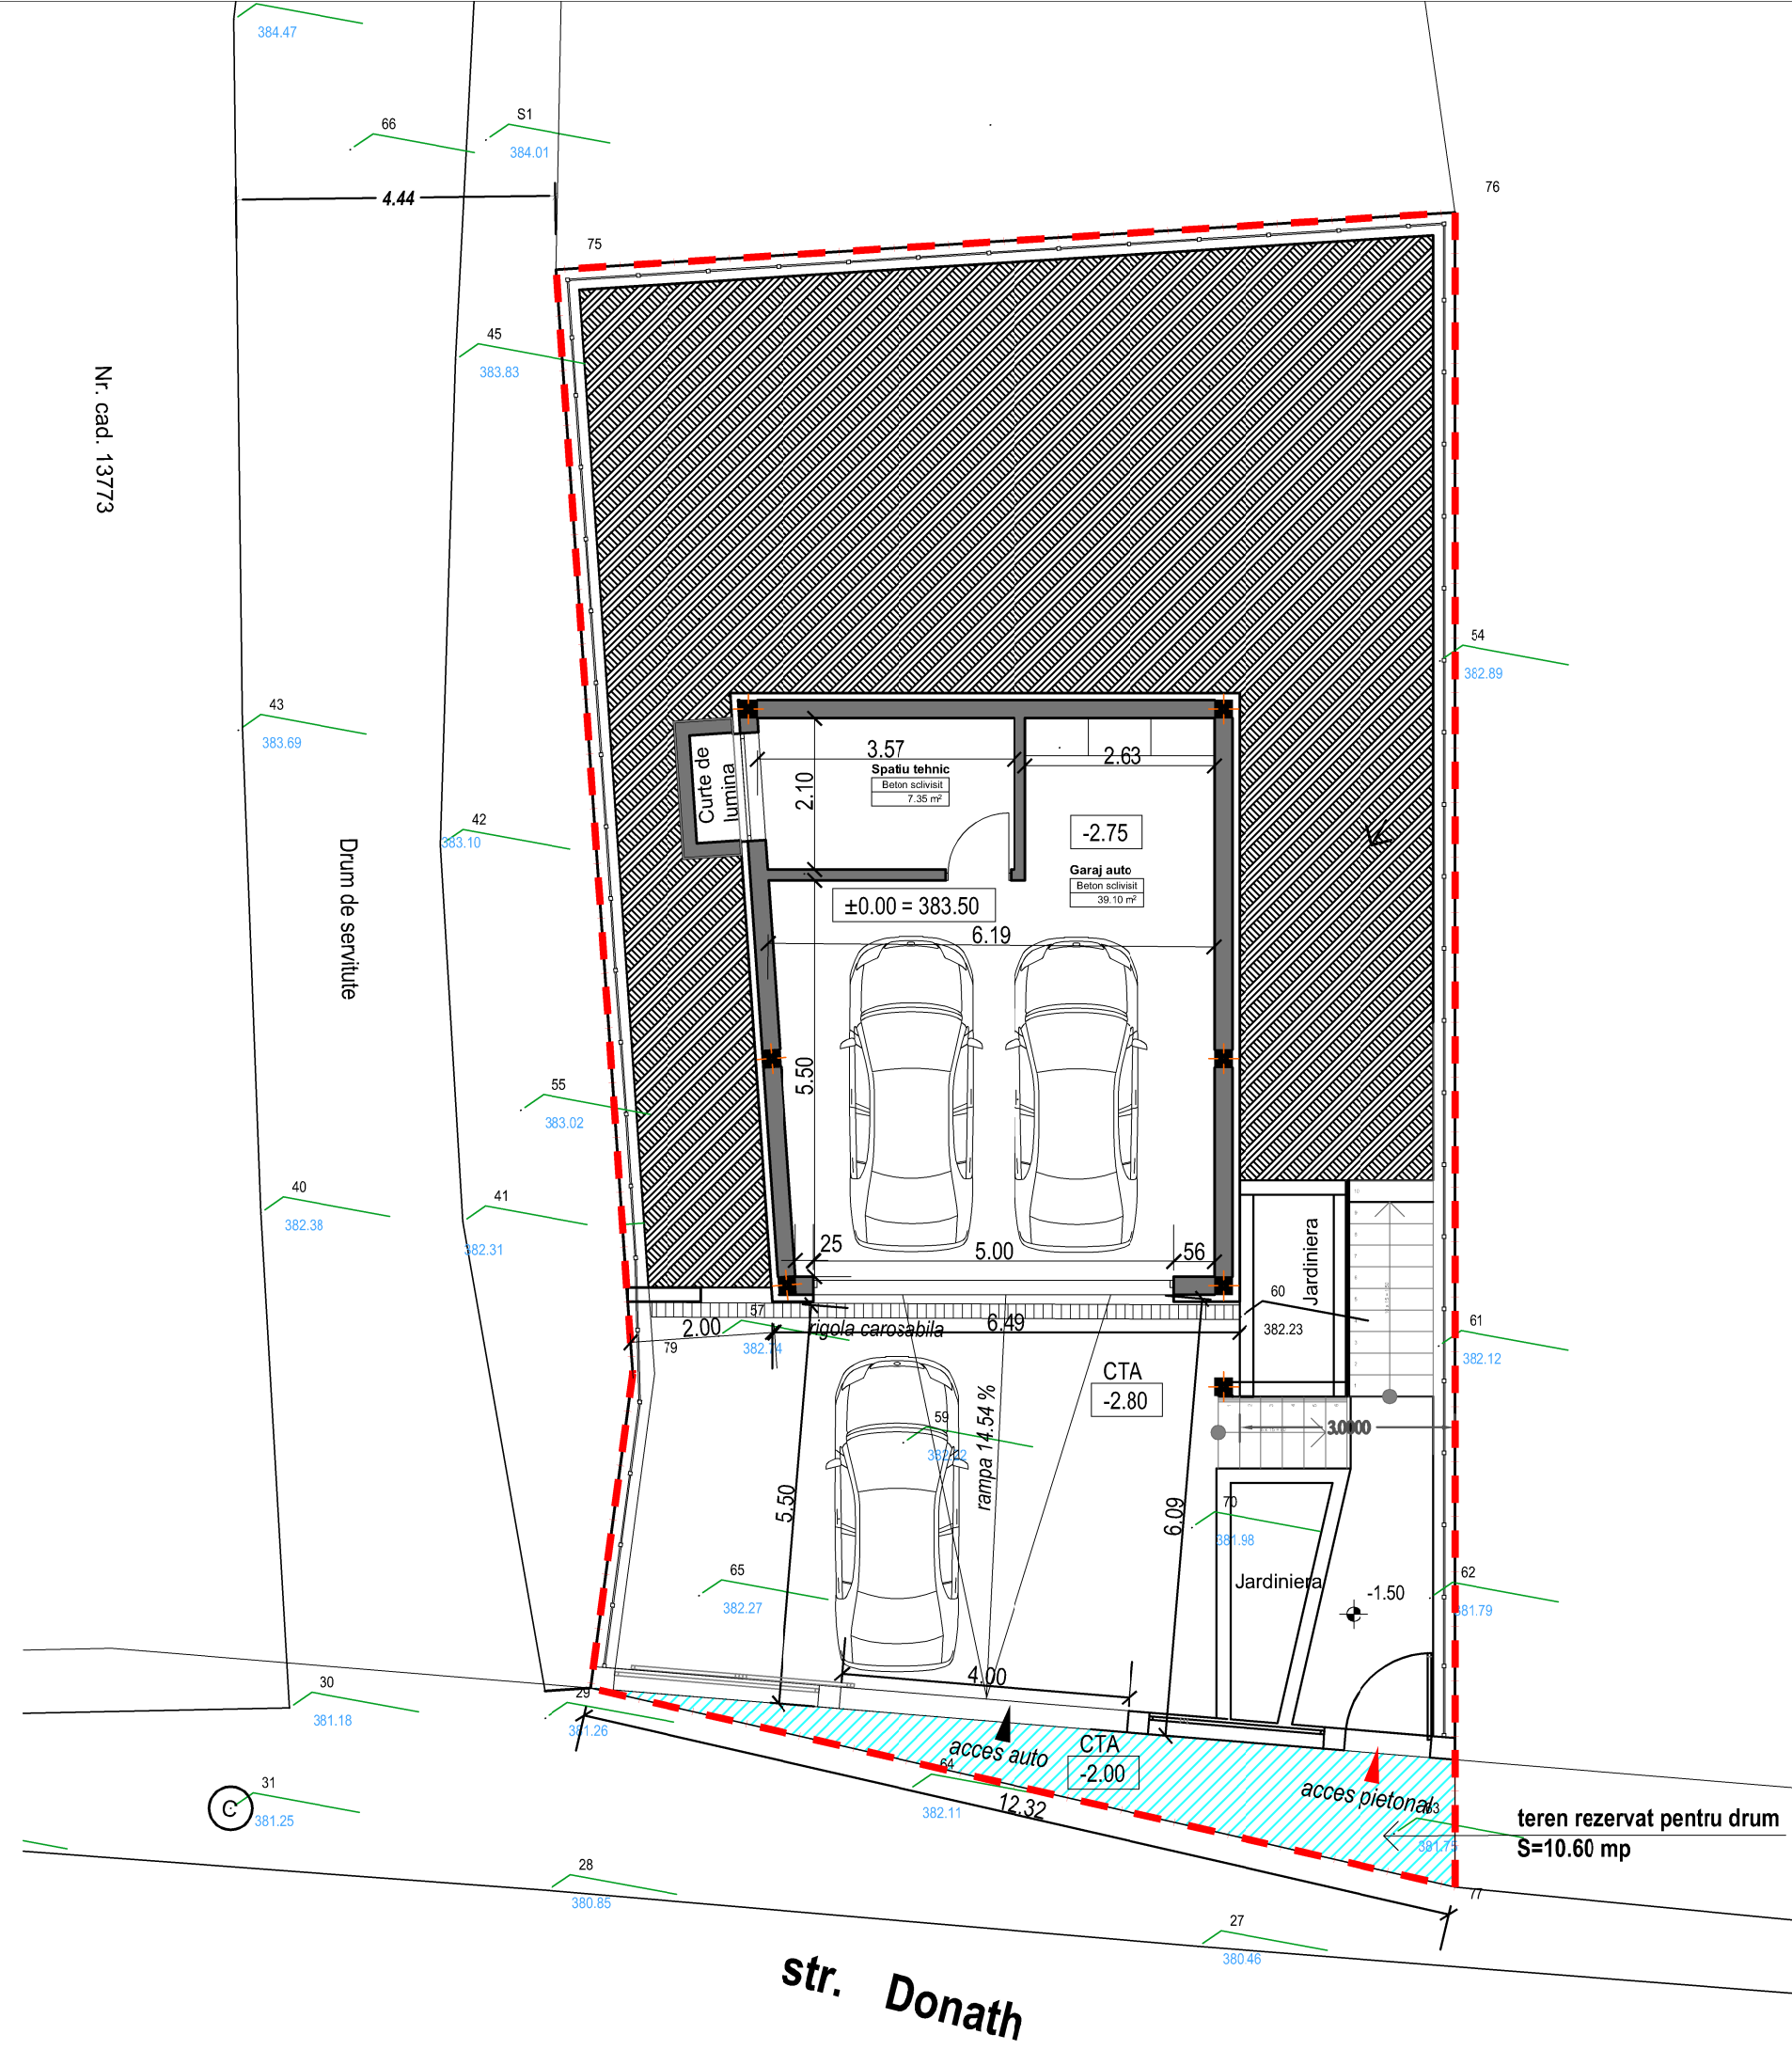 384.47
66
S1
384.01
4.44
76
75
45
383.83
Nr. cad. 13773
54
382.89
43
383.69
3.57
2.63
Spatiu tehnic
Beton sclivisit
7.35 m²
Curte de
lumina
2.10
42
383.10
-2.75
Drum de servitute
Garaj auto
Beton sclivisit
39.10 m²
±0.00 = 383.50
6.19
5.50
55
383.02
40
382.38
41
382.31
25
5.00
56
Jardiniera
60
382.23
57
2.00
rigola carosabila
6.49
79
382.74
61
382.12
CTA
-2.80
rampa 14.54 %
59
3.0000
5.50
6.09
70
381.98
65
382.27
Jardiniera
-1.50
62
381.79
4.00
30
381.18
29
381.26
acces auto
CTA
-2.00
64
382.11
12.32
acces pietonal
63
381.75
teren rezervat pentru drum
S=10.60 mp
31
C
381.25
28
380.85
77
27
380.46
str. Donath